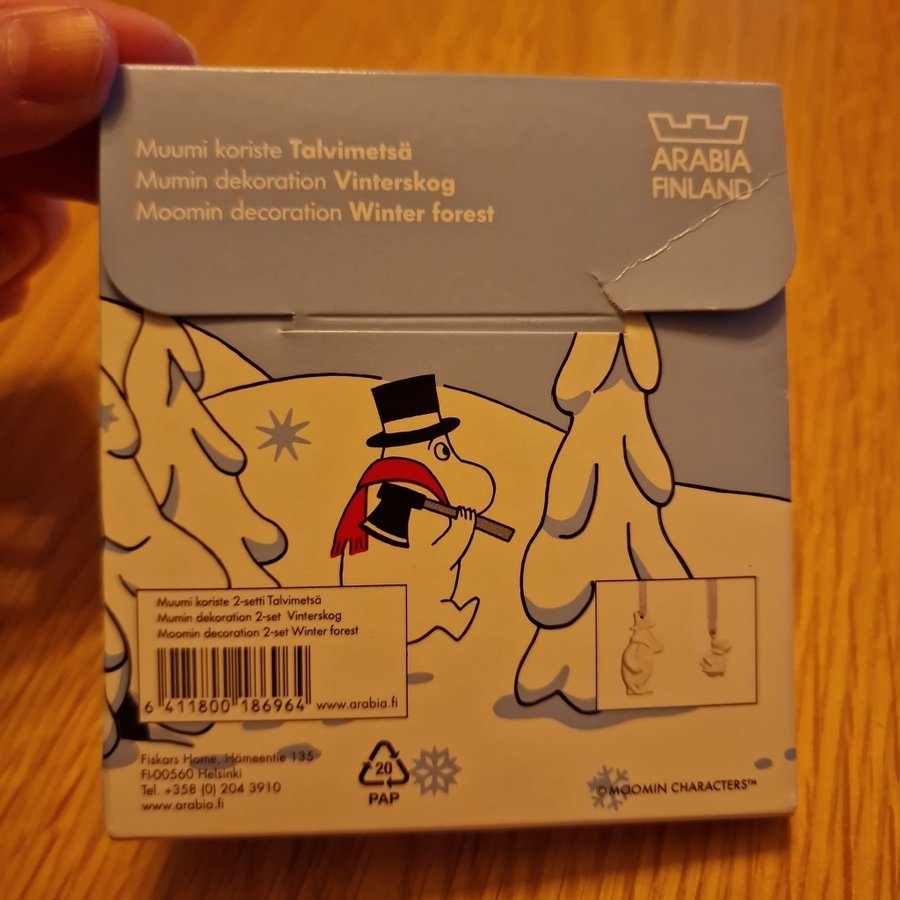 Muumi koriste Talvimetsä
Mumin dekoration Vinterskog
Moomin decoration Winter forest
ARABIA
FINLAND
Muumi koriste 2-setti Talvimetsä
Mumin dekoration 2-set Vinterskog
Moomin decoration 2-set Winter forest
6 411800 186964
www.arabia.fi
Fiskars Home, Hämeentie 135
FI-00560 Helsinki
Tel. +358 (0) 204 3910
www.arabia.fi
20
PAP
© MOOMIN CHARACTERS™